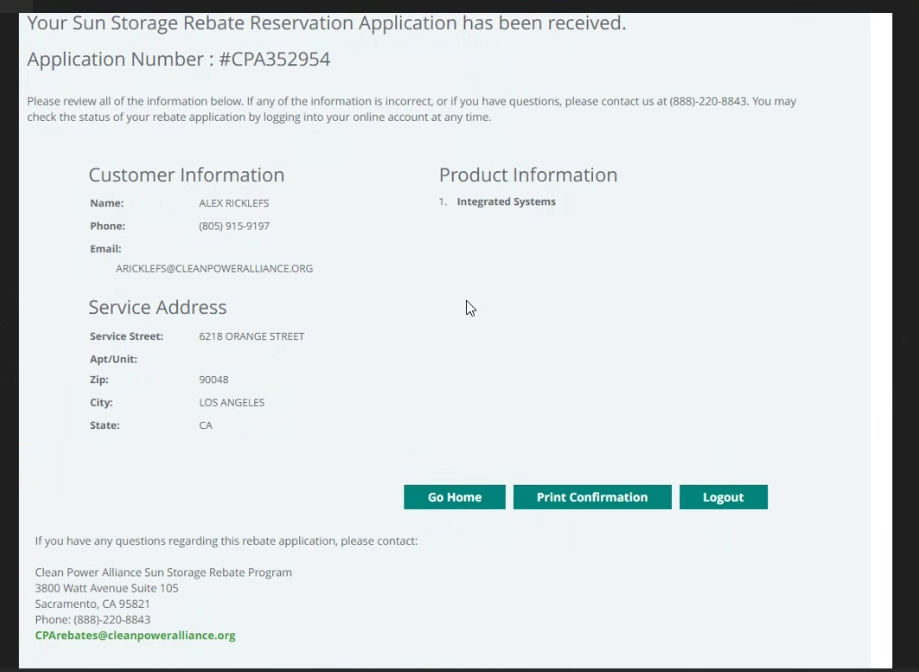 Your Sun Storage Rebate Reservation Application has been received.
Application Number : #CPA352954
Please review all of the information below. If any of the information is incorrect, or if you have questions, please contact us at (888)-220-8843. You may
check the status of your rebate application by logging into your online account at any time.
Customer Information
Name: ALEX RICKLEFS
Phone: (805) 915-9197
Email:
ARICKLEFS@CLEANPOWERALLIANCE.ORG
Product Information
1. Integrated Systems
Service Address
Service Street: 6218 ORANGE STREET
Apt/Unit:
Zip: 90048
City: LOS ANGELES
State: CA
Go Home Print Confirmation Logout
If you have any questions regarding this rebate application, please contact:
Clean Power Alliance Sun Storage Rebate Program
3800 Watt Avenue Suite 105
Sacramento, CA 95821
Phone: (888)-220-8843
CPArebates@cleanpoweralliance.org